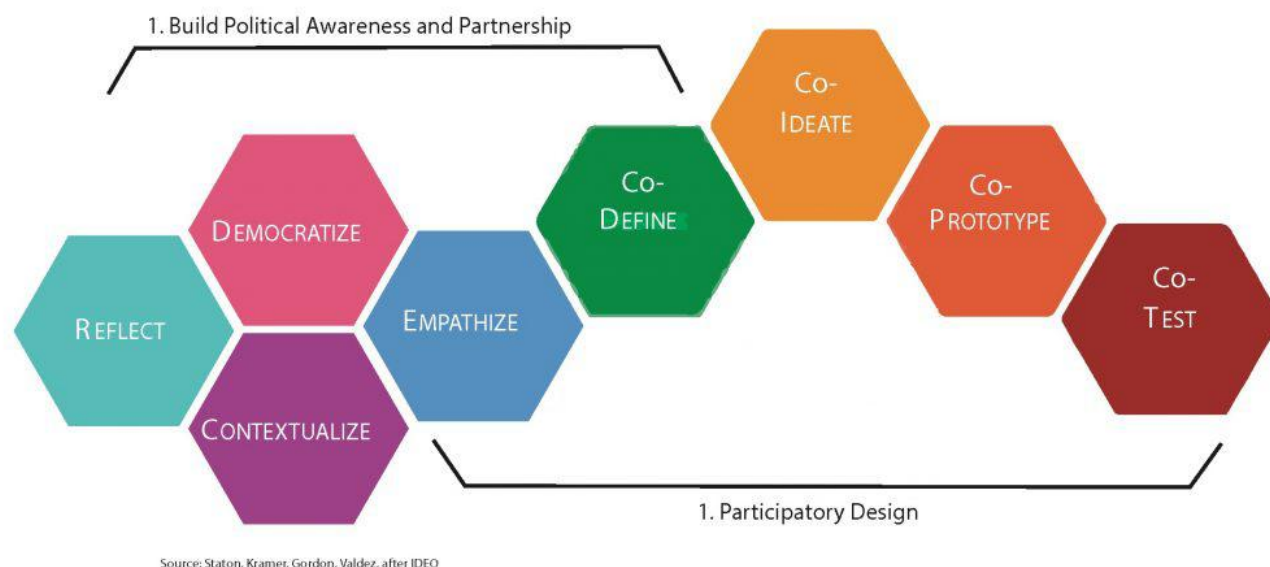 1. Build Political Awareness and Partnership
Co-
IDEATE
Co-
DEFINE
Co-
PROTOTYPE
DEMOCRATIZE
Co-
TEST
REFLECT
EMPATHIZE
CONTEXTUALIZE
1. Participatory Design
Source: Staton, Kramer, Gordon, Valdez, after IDEO